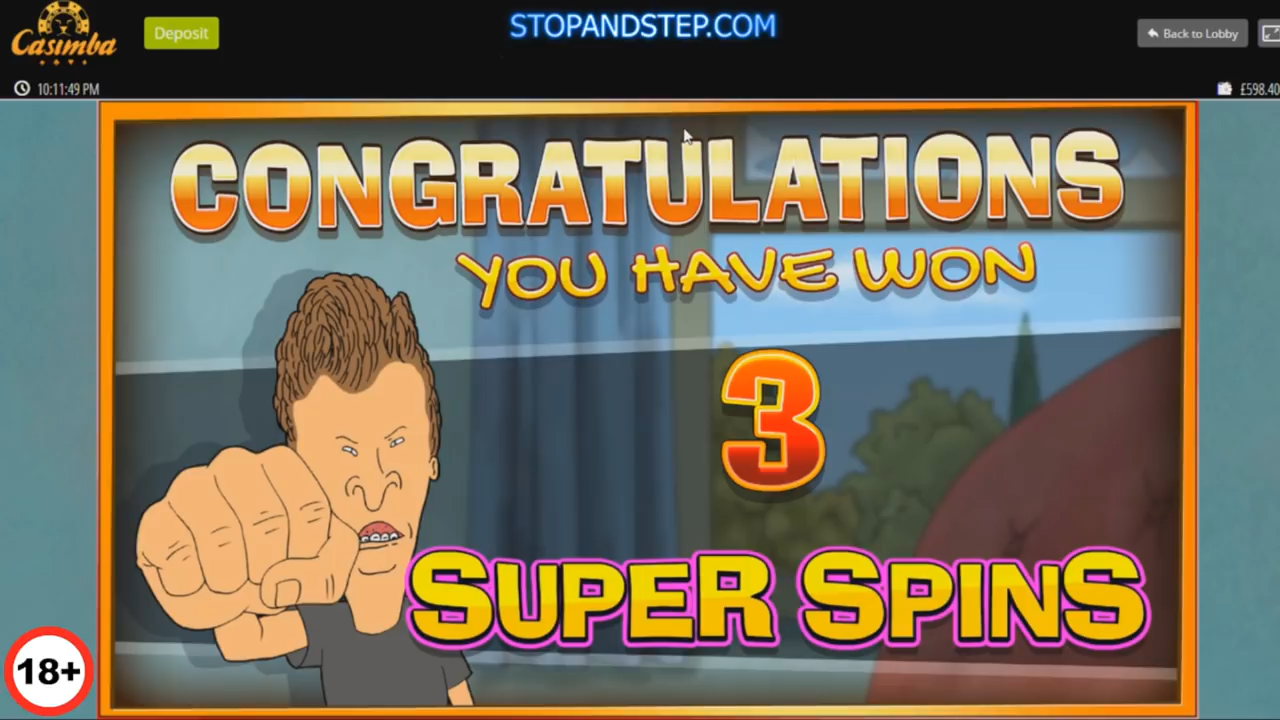 Casimba
Deposit
STOPANDSTEP.COM
Back to Lobby
10:11:49 PM
£598.40
CONGRATULATIONS
YOU HAVE WON
3
SUPER SPINS
18+